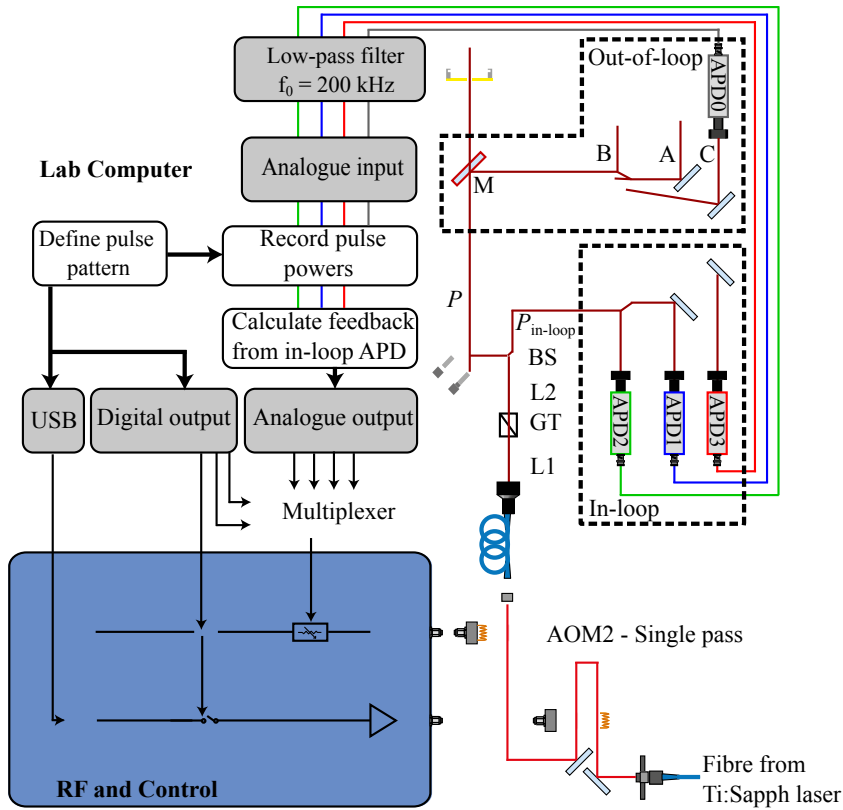 Low-pass filter
f0 = 200 kHz
Out-of-loop
APD0
Analogue input
B
A
C
M
Lab Computer
Define pulse
pattern
Record pulse
powers
P
Pin-loop
Calculate feedback
from in-loop APD
BS
L2
GT
L1
USB
Digital output
Analogue output
APD2
APD1
APD3
In-loop
Multiplexer
AOM2 - Single pass
RF and Control
Fibre from
Ti:Sapph laser